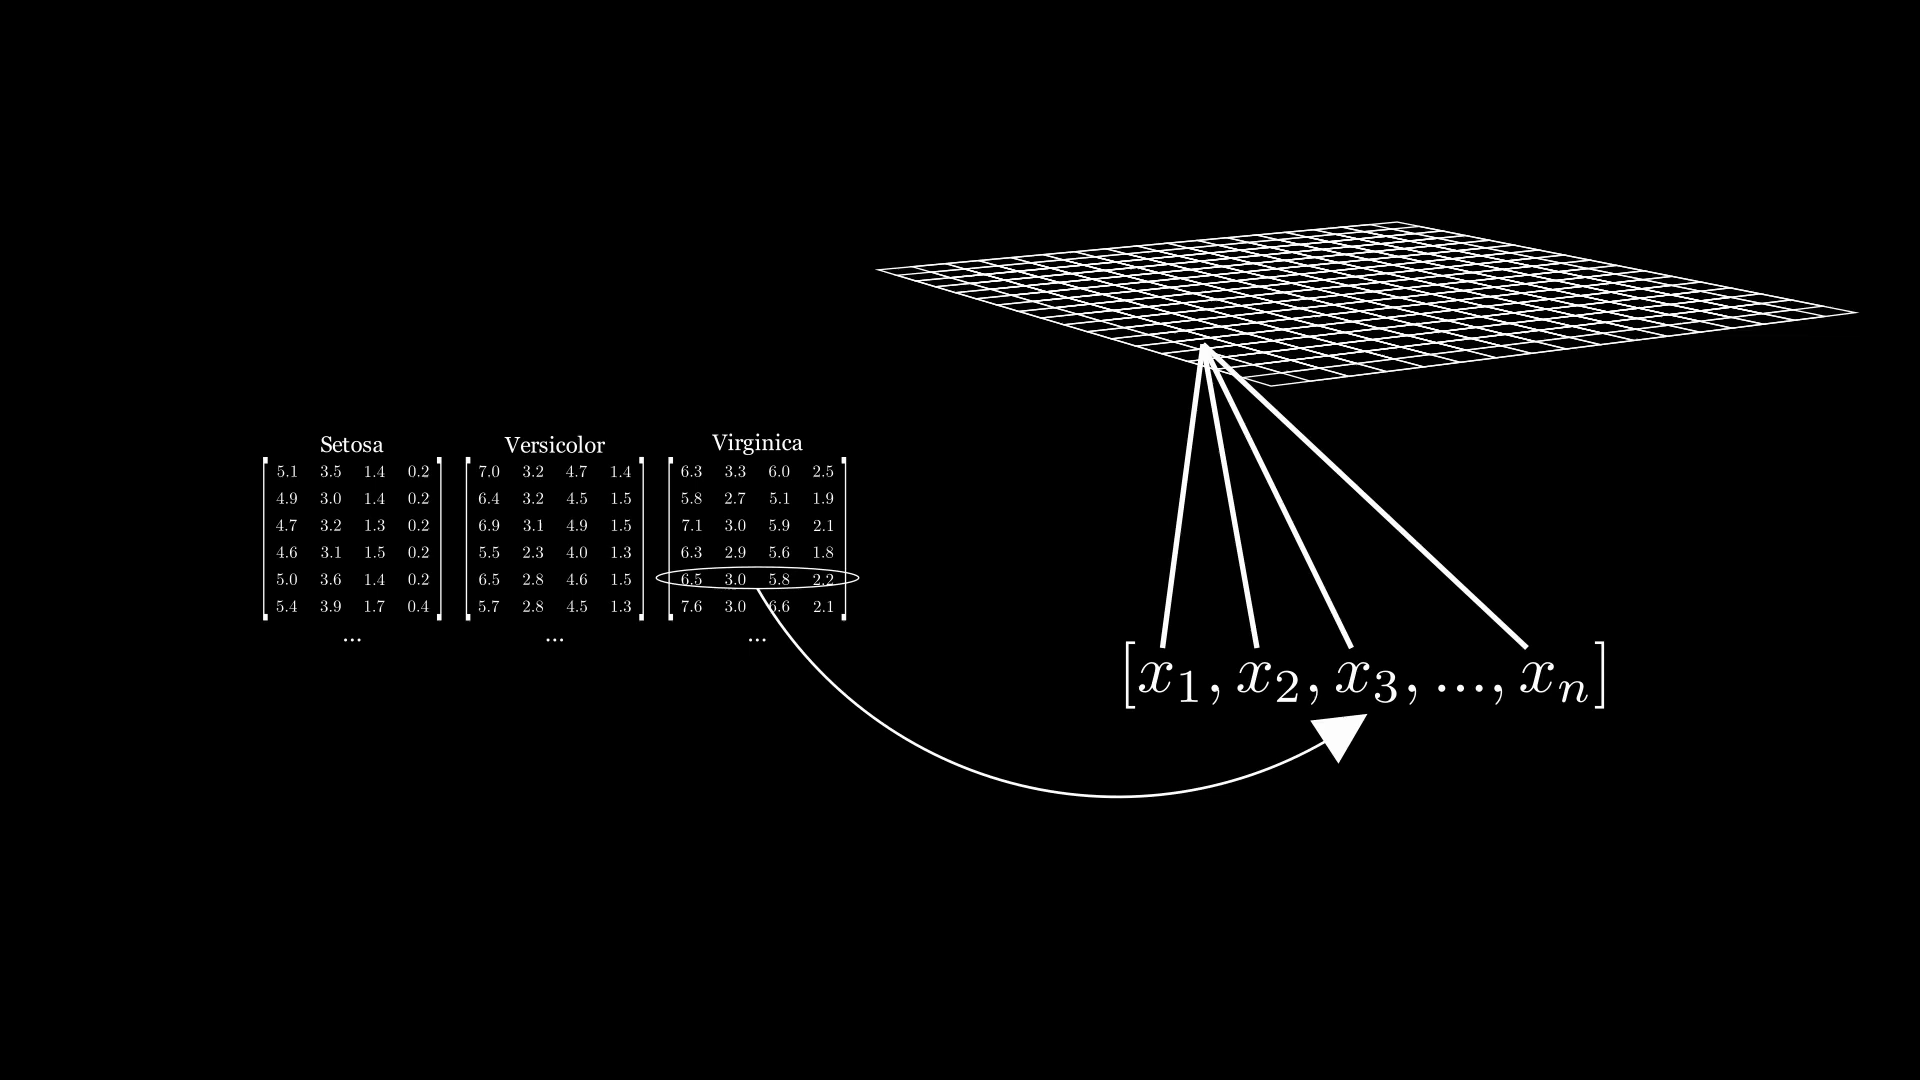 Setosa
5.1 3.5 1.4 0.2
4.9 3.0 1.4 0.2
4.7 3.2 1.3 0.2
4.6 3.1 1.5 0.2
5.0 3.6 1.4 0.2
5.4 3.9 1.7 0.4
...
Versicolor
7.0 3.2 4.7 1.4
6.4 3.2 4.5 1.5
6.9 3.1 4.9 1.5
5.5 2.3 4.0 1.3
6.5 2.8 4.6 1.5
5.7 2.8 4.5 1.3
...
Virginica
6.3 3.3 6.0 2.5
5.8 2.7 5.1 1.9
7.1 3.0 5.9 2.1
6.3 2.9 5.6 1.8
6.5 3.0 5.8 2.2
7.6 3.0 6.6 2.1
...
[x₁, x₂, x₃, ..., xₙ]